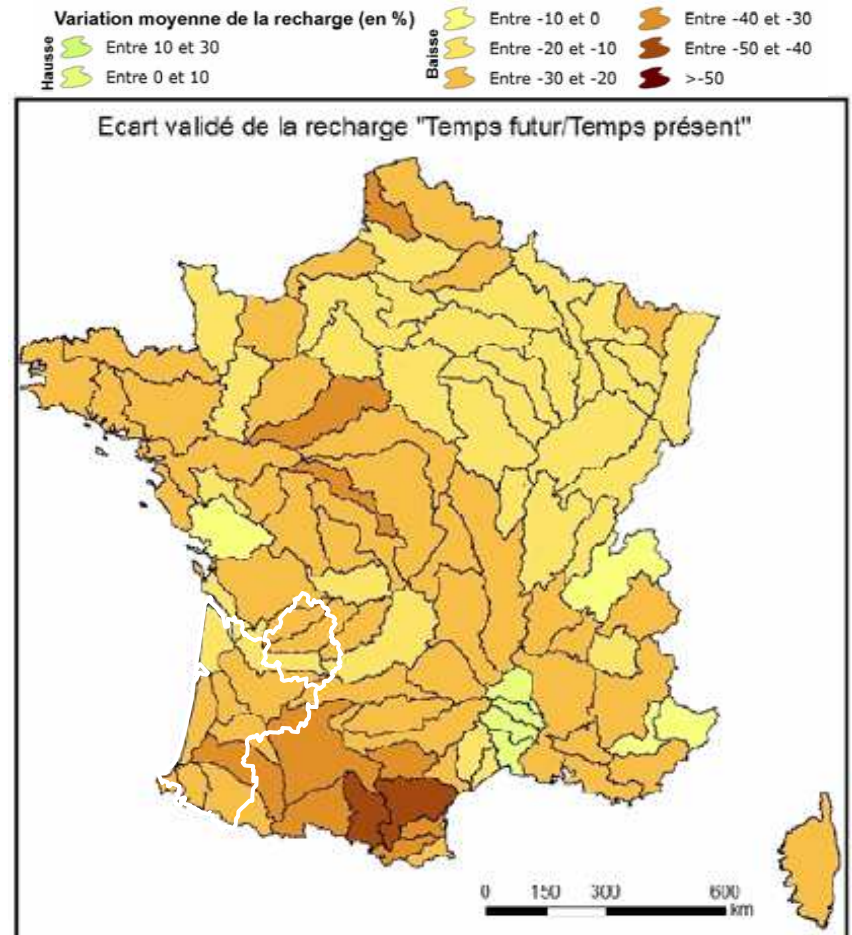 Variation moyenne de la recharge (en %)
Hausse
Entre 10 et 30
Entre 0 et 10
Baisse
Entre -10 et 0
Entre -20 et -10
Entre -30 et -20
Entre -40 et -30
Entre -50 et -40
>-50
Ecart validé de la recharge "Temps futur/Temps présent"
0 150 300 600
km